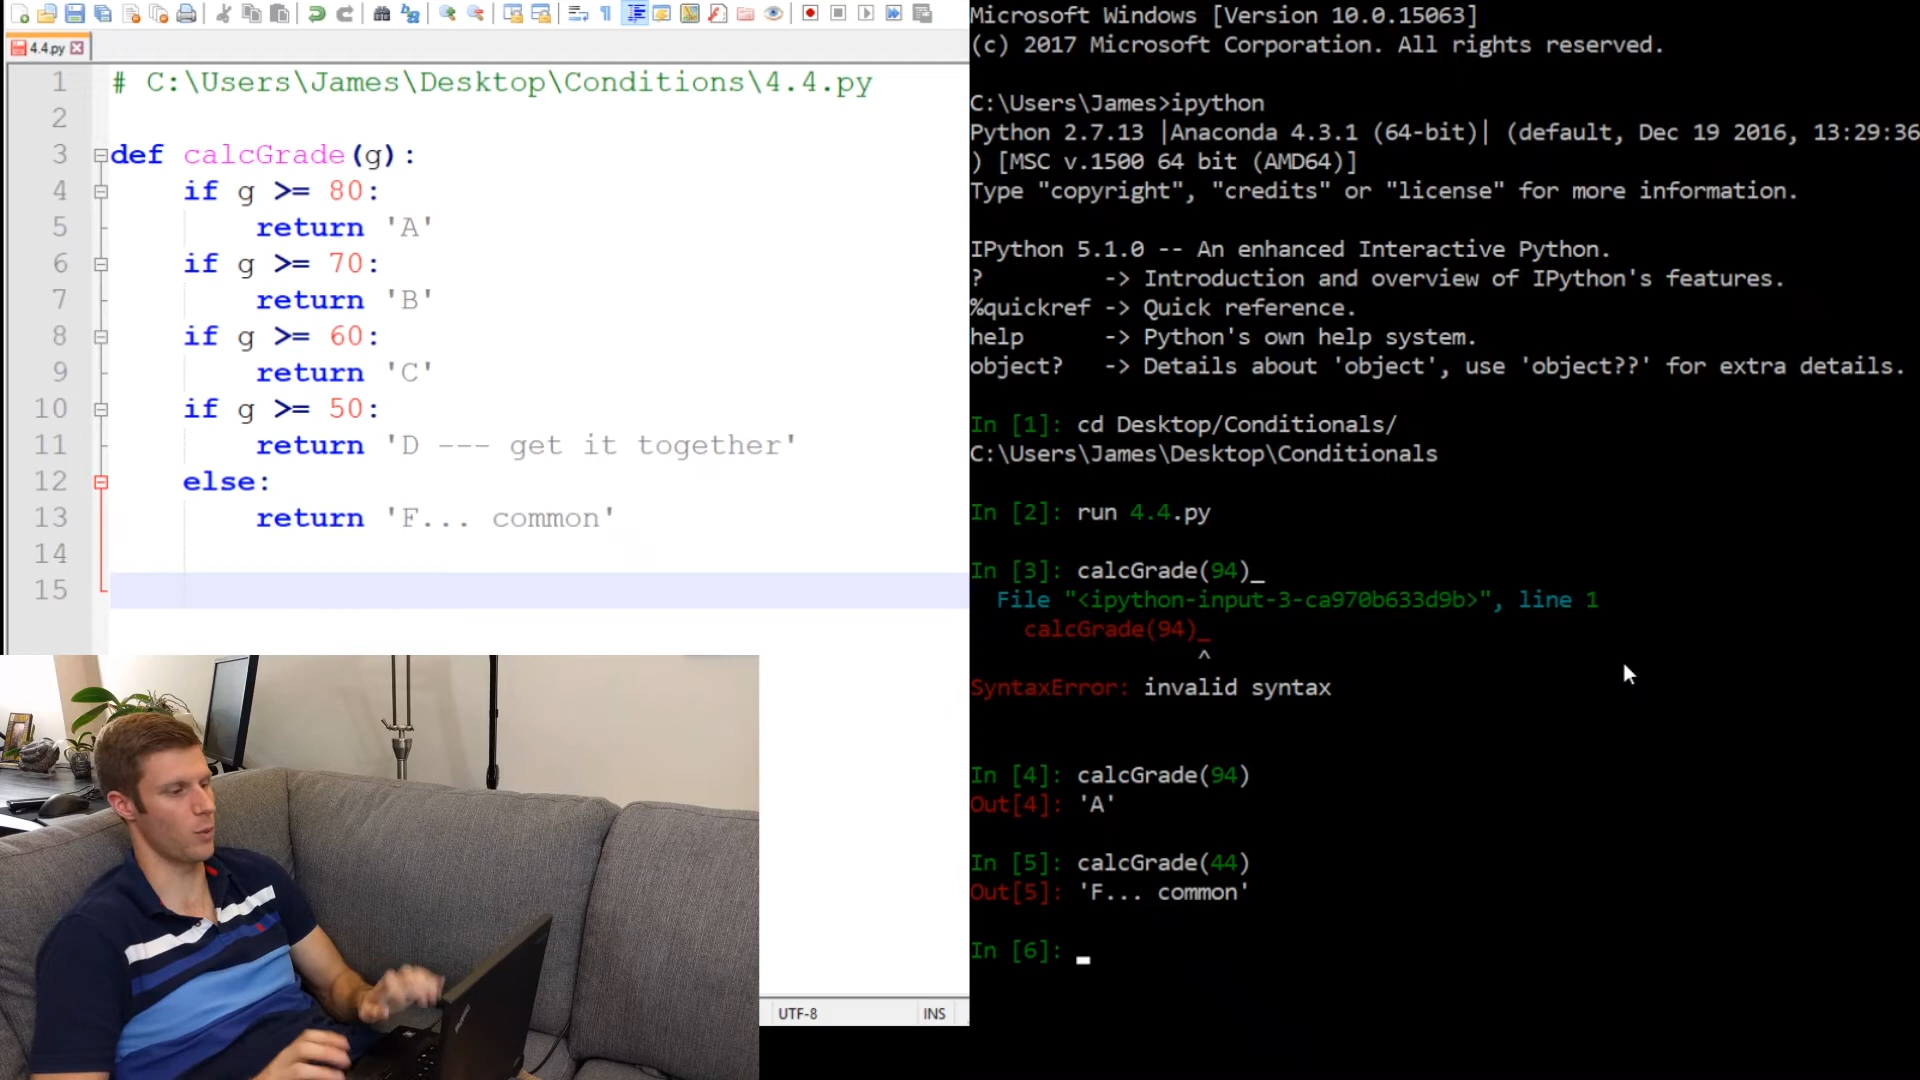 4.4.py
1 # C:\Users\James\Desktop\Conditions\4.4.py
2
3 def calcGrade(g):
4 if g >= 80:
5 return 'A'
6 if g >= 70:
7 return 'B'
8 if g >= 60:
9 return 'C'
10 if g >= 50:
11 return 'D --- get it together'
12 else:
13 return 'F... common'
14
15
UTF-8 INS
Microsoft Windows [Version 10.0.15063]
(c) 2017 Microsoft Corporation. All rights reserved.
C:\Users\James>ipython
Python 2.7.13 |Anaconda 4.3.1 (64-bit)| (default, Dec 19 2016, 13:29:36
) [MSC v.1500 64 bit (AMD64)]
Type "copyright", "credits" or "license" for more information.
IPython 5.1.0 -- An enhanced Interactive Python.
? -> Introduction and overview of IPython's features.
%quickref -> Quick reference.
help -> Python's own help system.
object? -> Details about 'object', use 'object??' for extra details.
In [1]: cd Desktop/Conditionals/
C:\Users\James\Desktop\Conditionals
In [2]: run 4.4.py
In [3]: calcGrade(94)_
File "<ipython-input-3-ca970b633d9b>", line 1
calcGrade(94)_
^
SyntaxError: invalid syntax
In [4]: calcGrade(94)
Out[4]: 'A'
In [5]: calcGrade(44)
Out[5]: 'F... common'
In [6]: